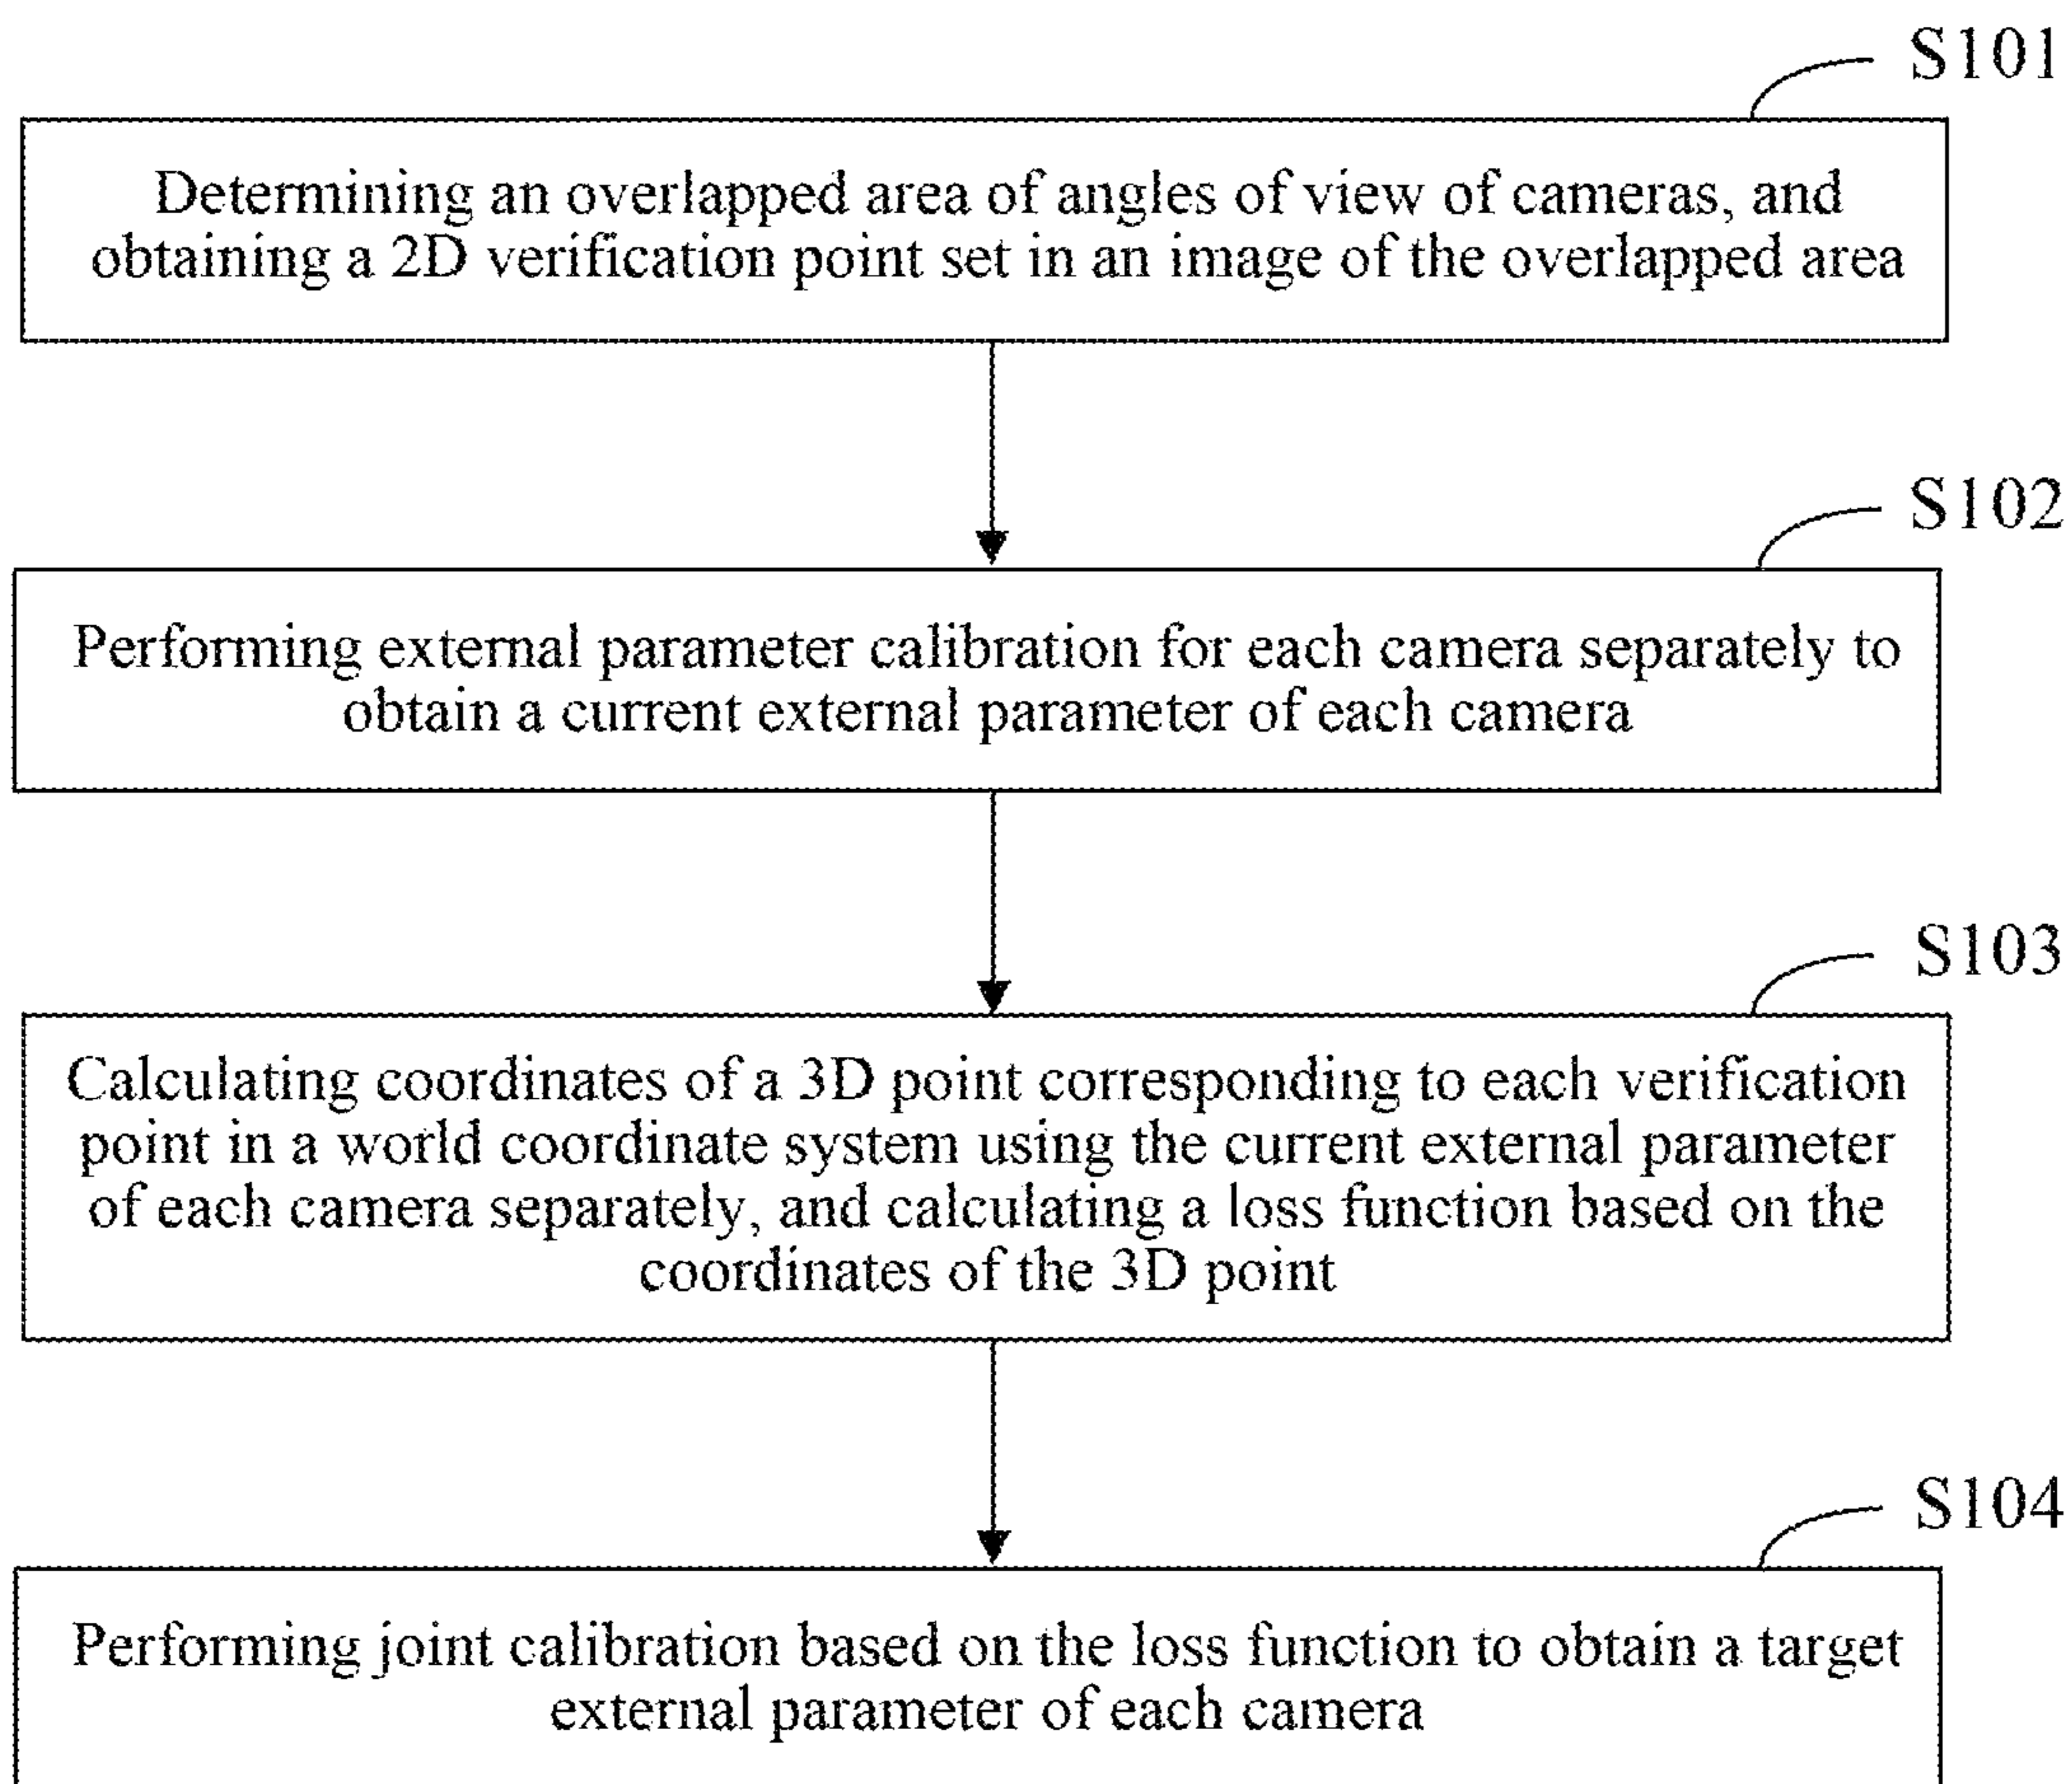 S101
Determining an overlapped area of angles of view of cameras, and
obtaining a 2D verification point set in an image of the overlapped area
S102
Performing external parameter calibration for each camera separately to
obtain a current external parameter of each camera
S103
Calculating coordinates of a 3D point corresponding to each verification
point in a world coordinate system using the current external parameter
of each camera separately, and calculating a loss function based on the
coordinates of the 3D point
S104
Performing joint calibration based on the loss function to obtain a target
external parameter of each camera